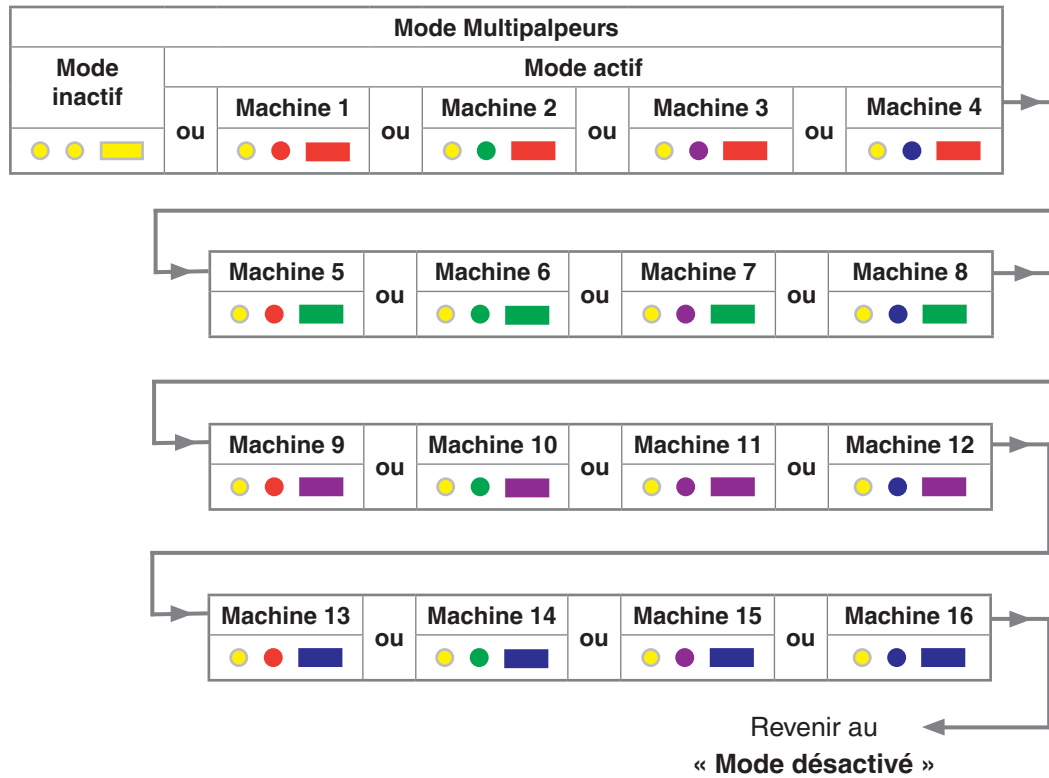 Mode Multipalpeurs
Mode inactif
Mode actif
ou
Machine 1
ou
Machine 2
ou
Machine 3
ou
Machine 4
Machine 5
ou
Machine 6
ou
Machine 7
ou
Machine 8
Machine 9
ou
Machine 10
ou
Machine 11
ou
Machine 12
Machine 13
ou
Machine 14
ou
Machine 15
ou
Machine 16
Revenir au
« Mode désactivé »